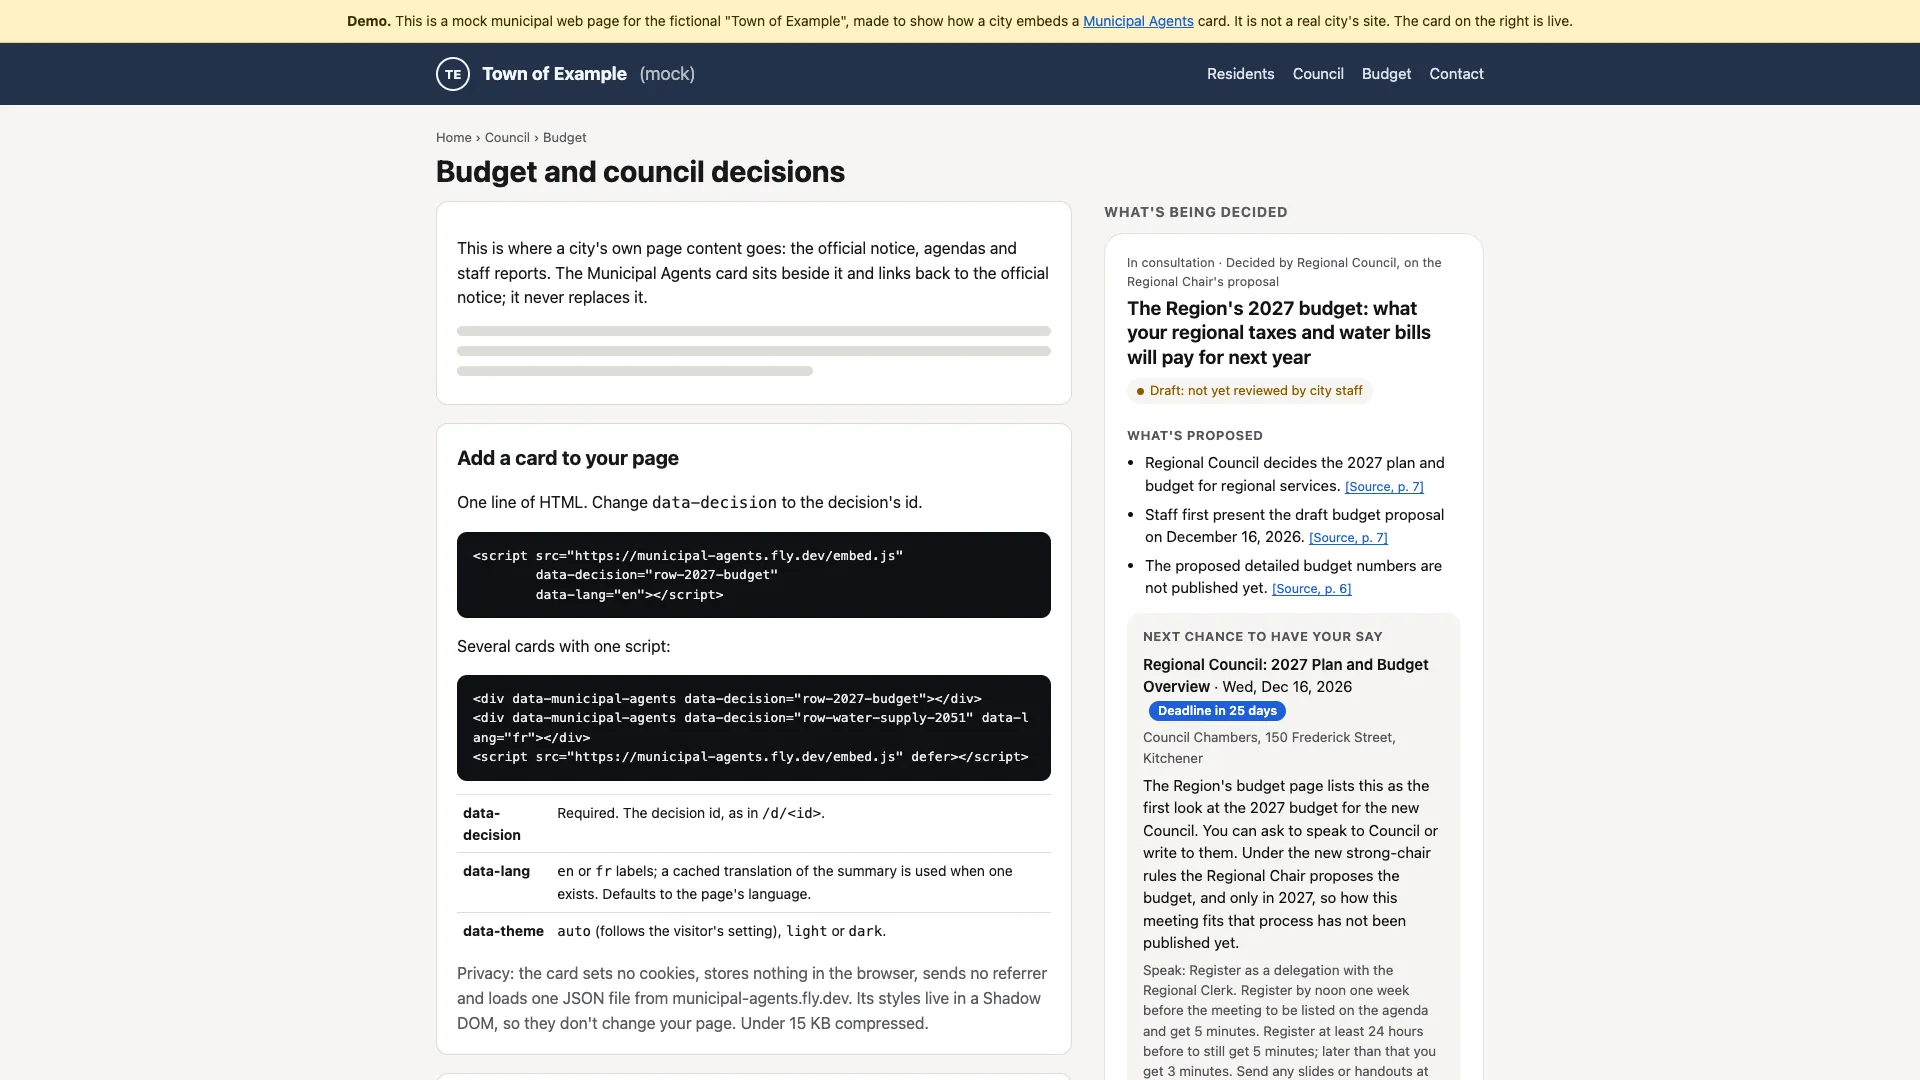 Demo. This is a mock municipal web page for the fictional "Town of Example", made to show how a city embeds a Municipal Agents card. It is not a real city's site. The card on the right is live.
TE Town of Example (mock)
Residents Council Budget Contact
Home › Council › Budget
Budget and council decisions
This is where a city's own page content goes: the official notice, agendas and
staff reports. The Municipal Agents card sits beside it and links back to the official
notice; it never replaces it.
Add a card to your page
One line of HTML. Change data-decision to the decision's id.
<script src="https://municipal-agents.fly.dev/embed.js"
data-decision="row-2027-budget"
data-lang="en"></script>
Several cards with one script:
<div data-municipal-agents data-decision="row-2027-budget"></div>
<div data-municipal-agents data-decision="row-water-supply-2051" data-l
ang="fr"></div>
<script src="https://municipal-agents.fly.dev/embed.js" defer></script>
data-
decision
Required. The decision id, as in /d/<id>.
data-lang
en or fr labels; a cached translation of the summary is used when one
exists. Defaults to the page's language.
data-theme
auto (follows the visitor's setting), light or dark.
Privacy: the card sets no cookies, stores nothing in the browser, sends no referrer
and loads one JSON file from municipal-agents.fly.dev. Its styles live in a Shadow
DOM, so they don't change your page. Under 15 KB compressed.
WHAT'S BEING DECIDED
In consultation · Decided by Regional Council, on the
Regional Chair's proposal
The Region's 2027 budget: what
your regional taxes and water bills
will pay for next year
Draft: not yet reviewed by city staff
WHAT'S PROPOSED
• Regional Council decides the 2027 plan and
budget for regional services. [Source, p. 7]
• Staff first present the draft budget proposal
on December 16, 2026. [Source, p. 7]
• The proposed detailed budget numbers are
not published yet. [Source, p. 6]
NEXT CHANCE TO HAVE YOUR SAY
Regional Council: 2027 Plan and Budget
Overview · Wed, Dec 16, 2026
Deadline in 25 days
Council Chambers, 150 Frederick Street,
Kitchener
The Region's budget page lists this as the
first look at the 2027 budget for the new
Council. You can ask to speak to Council or
write to them. Under the new strong-chair
rules the Regional Chair proposes the
budget, and only in 2027, so how this
meeting fits that process has not been
published yet.
Speak: Register as a delegation with the
Regional Clerk. Register by noon one week
before the meeting to be listed on the agenda
and get 5 minutes. Register at least 24 hours
before to still get 5 minutes; later than that you
get 3 minutes. Send any slides or handouts at